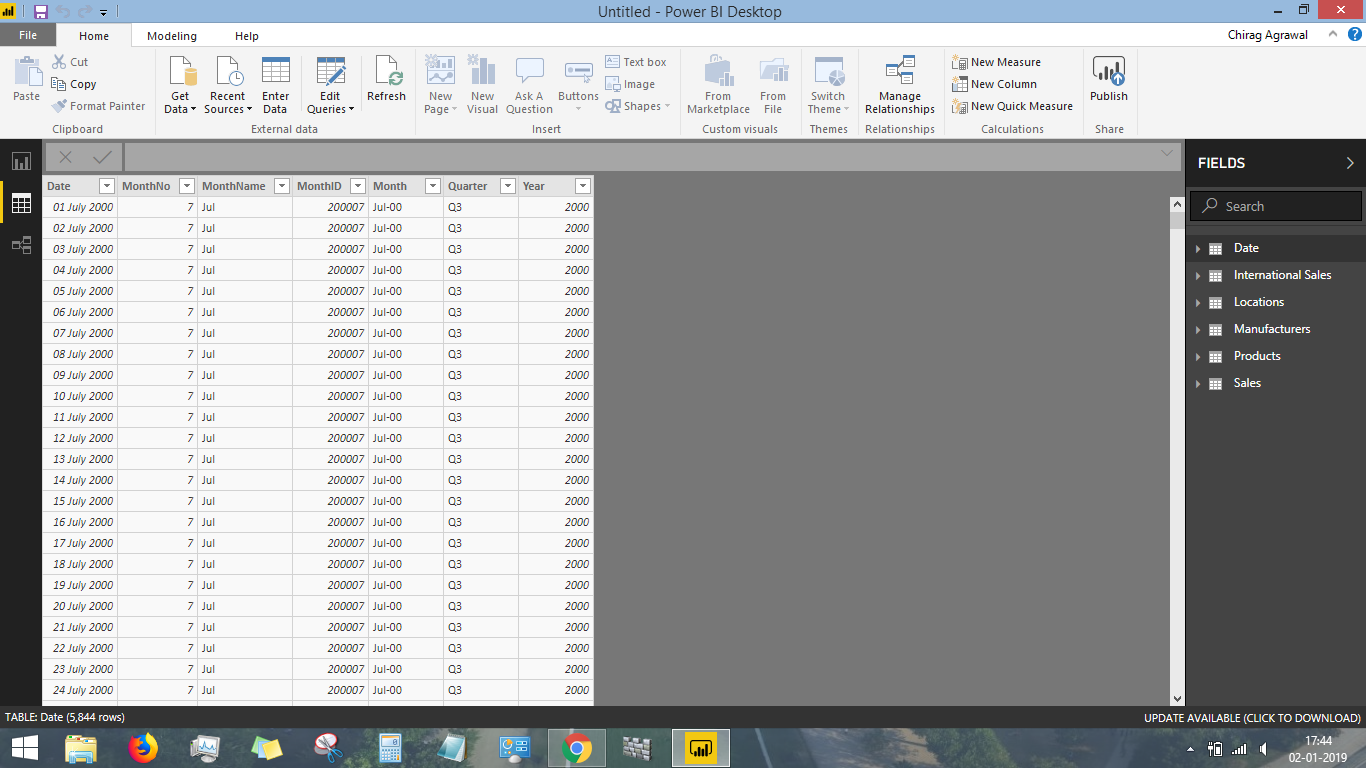 Untitled - Power BI Desktop
File Home Modeling Help Chirag Agrawal
Paste
Cut
Copy
Format Painter
Clipboard
Get Data
Recent Sources
Enter Data
Edit Queries
Refresh
External data
New Page
New Visual
Ask A Question
Buttons
Text box
Image
Shapes
Insert
From Marketplace
From File
Custom visuals
Switch Theme
Themes
Manage Relationships
Relationships
New Measure
New Column
New Quick Measure
Calculations
Publish
Share
Date MonthNo MonthName MonthID Month Quarter Year
01 July 2000 7 Jul 200007 Jul-00 Q3 2000
02 July 2000 7 Jul 200007 Jul-00 Q3 2000
03 July 2000 7 Jul 200007 Jul-00 Q3 2000
04 July 2000 7 Jul 200007 Jul-00 Q3 2000
05 July 2000 7 Jul 200007 Jul-00 Q3 2000
06 July 2000 7 Jul 200007 Jul-00 Q3 2000
07 July 2000 7 Jul 200007 Jul-00 Q3 2000
08 July 2000 7 Jul 200007 Jul-00 Q3 2000
09 July 2000 7 Jul 200007 Jul-00 Q3 2000
10 July 2000 7 Jul 200007 Jul-00 Q3 2000
11 July 2000 7 Jul 200007 Jul-00 Q3 2000
12 July 2000 7 Jul 200007 Jul-00 Q3 2000
13 July 2000 7 Jul 200007 Jul-00 Q3 2000
14 July 2000 7 Jul 200007 Jul-00 Q3 2000
15 July 2000 7 Jul 200007 Jul-00 Q3 2000
16 July 2000 7 Jul 200007 Jul-00 Q3 2000
17 July 2000 7 Jul 200007 Jul-00 Q3 2000
18 July 2000 7 Jul 200007 Jul-00 Q3 2000
19 July 2000 7 Jul 200007 Jul-00 Q3 2000
20 July 2000 7 Jul 200007 Jul-00 Q3 2000
21 July 2000 7 Jul 200007 Jul-00 Q3 2000
22 July 2000 7 Jul 200007 Jul-00 Q3 2000
23 July 2000 7 Jul 200007 Jul-00 Q3 2000
24 July 2000 7 Jul 200007 Jul-00 Q3 2000
FIELDS
Search
Date
International Sales
Locations
Manufacturers
Products
Sales
TABLE: Date (5,844 rows)
UPDATE AVAILABLE (CLICK TO DOWNLOAD)
17:44
02-01-2019